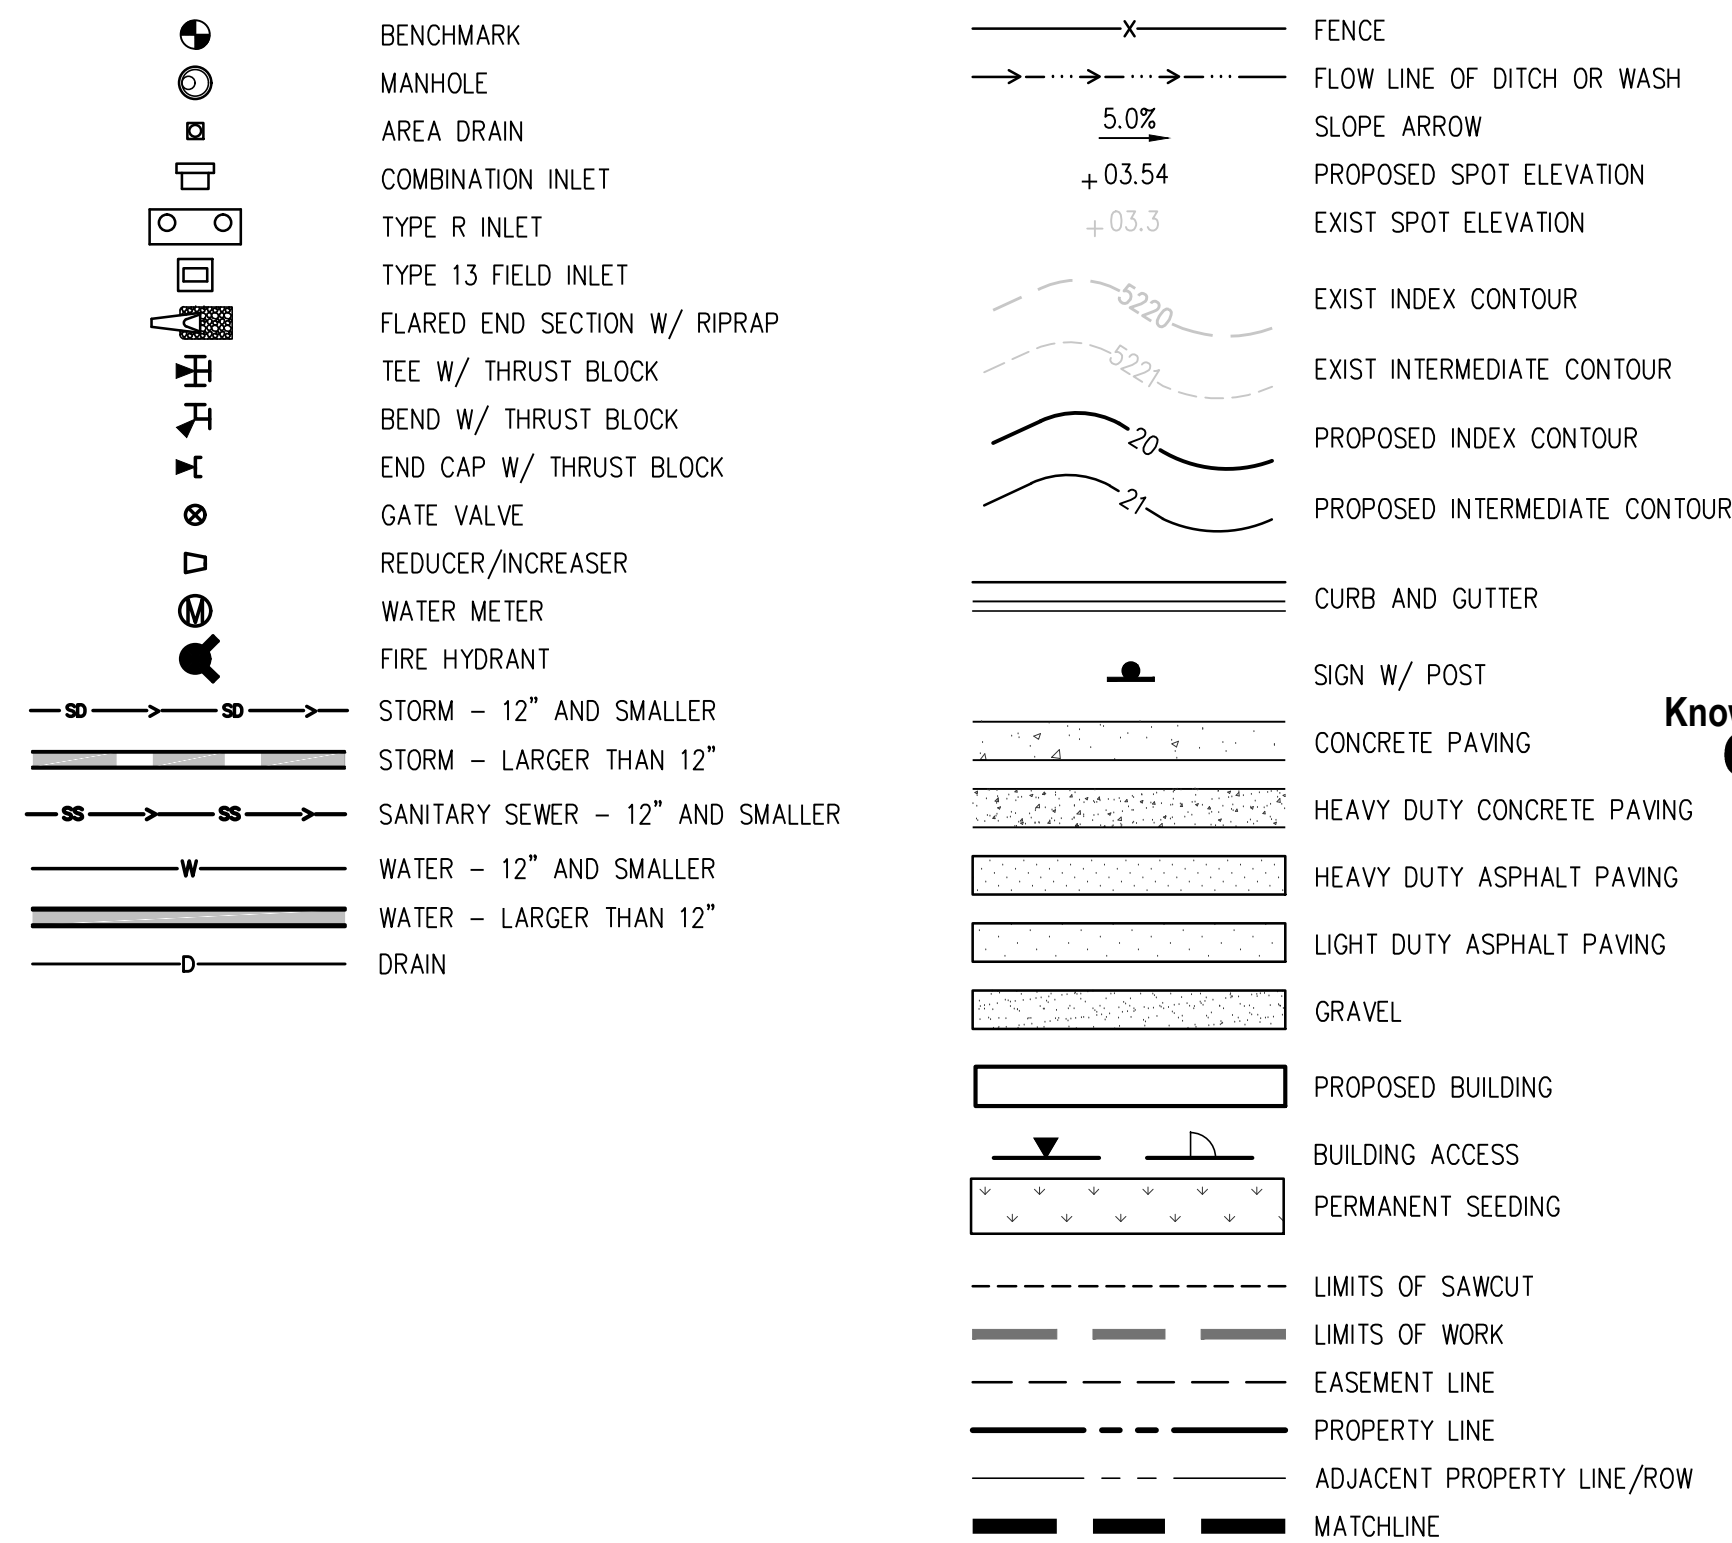 BENCHMARK
MANHOLE
AREA DRAIN
COMBINATION INLET
TYPE R INLET
TYPE 13 FIELD INLET
FLARED END SECTION W/ RIPRAP
TEE W/ THRUST BLOCK
BEND W/ THRUST BLOCK
END CAP W/ THRUST BLOCK
GATE VALVE
REDUCER/INCREASER
M WATER METER
FIRE HYDRANT
SD SD STORM – 12" AND SMALLER
STORM – LARGER THAN 12"
SS SS SANITARY SEWER – 12" AND SMALLER
W WATER – 12" AND SMALLER
WATER – LARGER THAN 12"
D DRAIN
X FENCE
FLOW LINE OF DITCH OR WASH
5.0% SLOPE ARROW
+ 03.54 PROPOSED SPOT ELEVATION
+ 03.3 EXIST SPOT ELEVATION
5220 EXIST INDEX CONTOUR
5221 EXIST INTERMEDIATE CONTOUR
20 PROPOSED INDEX CONTOUR
21 PROPOSED INTERMEDIATE CONTOUR
CURB AND GUTTER
SIGN W/ POST
CONCRETE PAVING
HEAVY DUTY CONCRETE PAVING
HEAVY DUTY ASPHALT PAVING
LIGHT DUTY ASPHALT PAVING
GRAVEL
PROPOSED BUILDING
BUILDING ACCESS
PERMANENT SEEDING
LIMITS OF SAWCUT
LIMITS OF WORK
EASEMENT LINE
PROPERTY LINE
ADJACENT PROPERTY LINE/ROW
MATCHLINE